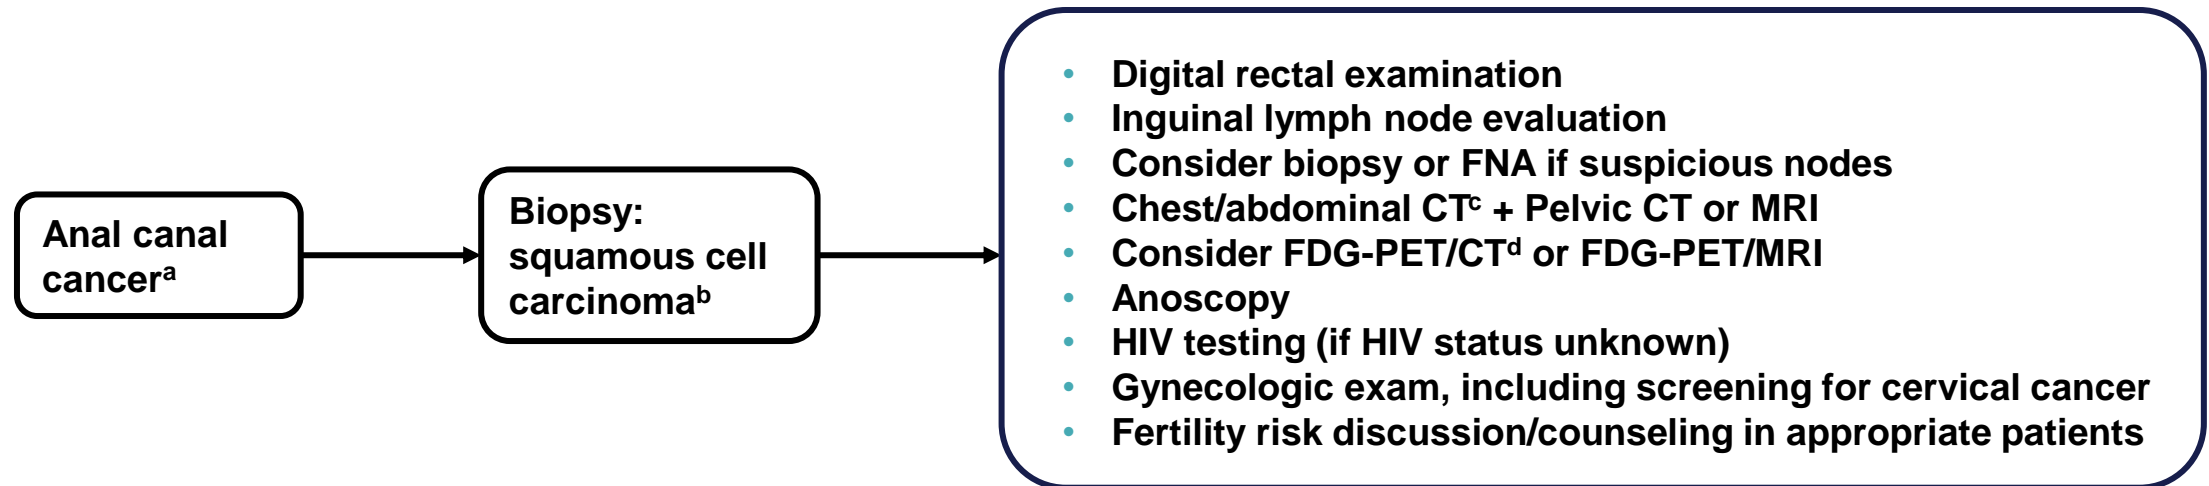 Anal canal
cancerᵃ
Biopsy:
squamous cell
carcinomaᵇ
• Digital rectal examination
• Inguinal lymph node evaluation
• Consider biopsy or FNA if suspicious nodes
• Chest/abdominal CTᶜ + Pelvic CT or MRI
• Consider FDG-PET/CTᵈ or FDG-PET/MRI
• Anoscopy
• HIV testing (if HIV status unknown)
• Gynecologic exam, including screening for cervical cancer
• Fertility risk discussion/counseling in appropriate patients